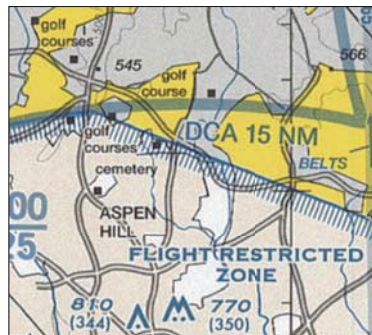 golf
courses
545
golf
course
566
DCA 15 NM
golf
courses
BELTS
cemetery
00
25
ASPEN
HILL
FLIGHT RESTRICTED
ZONE
810
(344)
770
(350)